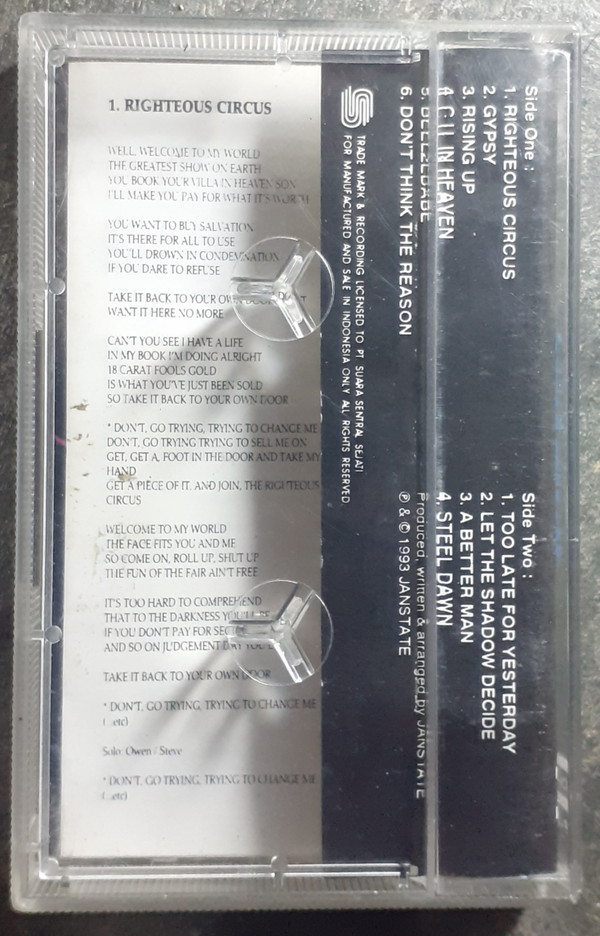 1. RIGHTEOUS CIRCUS
WELL, WELCOME TO MY WORLD
THE GREATEST SHOW ON EARTH
YOU BOOK YOUR VILLA IN HEAVEN SON
I'LL MAKE YOU PAY FOR WHAT IT'S WORTH
YOU WANT TO BUY SALVATION
IT'S THERE FOR ALL TO USE
YOU'LL DROWN IN CONDEMNATION
IF YOU DARE TO REFUSE
TAKE IT BACK TO YOUR OWN
WANT IT HERE NO MORE
CAN'T YOU SEE I HAVE A LIFE
IN MY BOOK I'M DOING ALRIGHT
18 CARAT FOOLS GOLD
IS WHAT YOU'VE JUST BEEN SOLD
SO TAKE IT BACK TO YOUR OWN DOOR
* DON'T, GO TRYING, TRYING TO CHANGE ME
DON'T, GO TRYING TRYING TO SELL ME ON
GET, GET A, FOOT IN THE DOOR AND TAKE MY
HAND
GET A PIECE OF IT. AND JOIN, THE RIGHTEOUS
CIRCUS
WELCOME TO MY WORLD
THE FACE FITS YOU AND ME
SO COME ON, ROLL UP, SHUT UP
THE FUN OF THE FAIR AIN'T FREE
IT'S TOO HARD TO COMPREHEND
THAT TO THE DARKNESS
IF YOU DON'T PAY FOR
AND SO ON JUDGEMENT DAY
TAKE IT BACK TO YOUR OWN DOOR
* DON'T, GO TRYING, TRYING TO CHANGE ME
(...etc)
Solo: Owen / Steve
* DON'T, GO TRYING, TRYING TO CHANGE ME
(...etc)
Side One :
1. RIGHTEOUS CIRCUS
2. GYPSY
3. RISING UP
4. IN HEAVEN
5.
6. DON'T THINK THE REASON
Side Two :
1. TOO LATE FOR YESTERDAY
2. LET THE SHADOW DECIDE
3 A BETTER MAN
4. STEEL DAWN
Produced, written & arranged by JANSTATE
℗ & © 1993 JANSTATE
TRADE MARK & RECORDING LICENSED TO PT SUARA SENTRAL SEJATI
FOR MANUFACTURED AND SALE IN INDONESIA ONLY ALL RIGHTS RESERVED